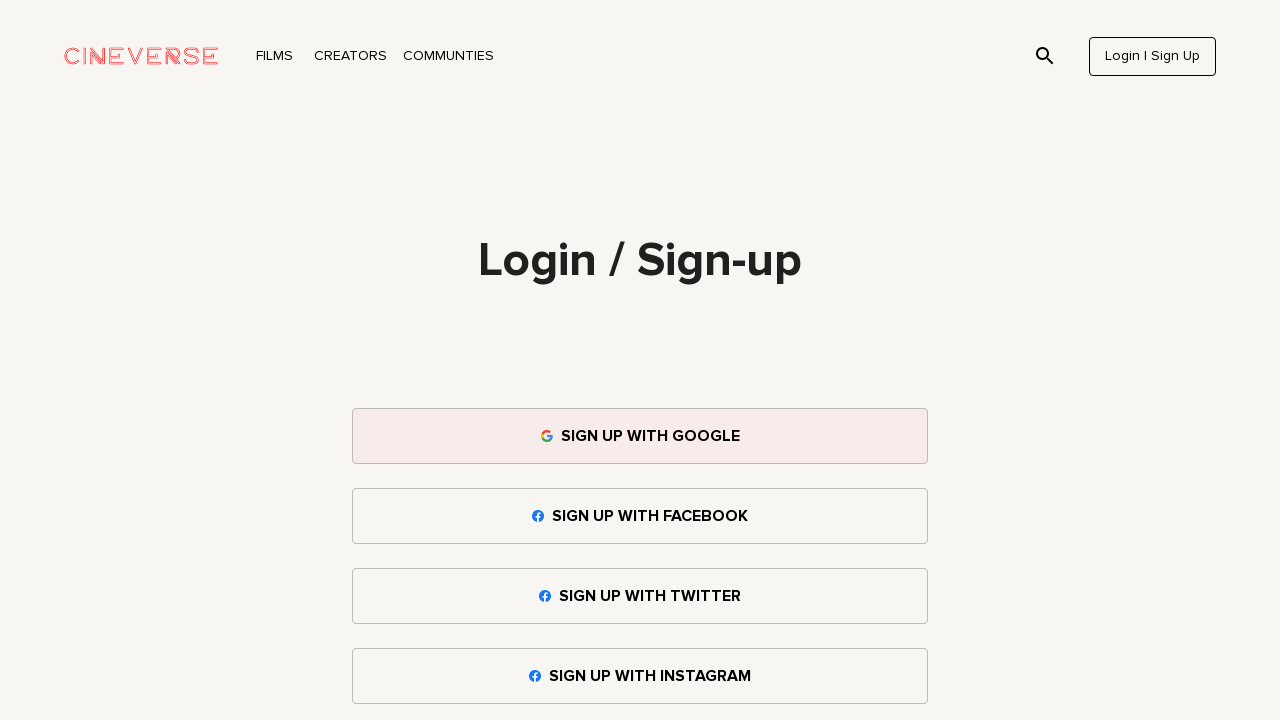 CINEVERSE
FILMS CREATORS COMMUNTIES
Login I Sign Up
Login / Sign-up
SIGN UP WITH GOOGLE
SIGN UP WITH FACEBOOK
SIGN UP WITH TWITTER
SIGN UP WITH INSTAGRAM